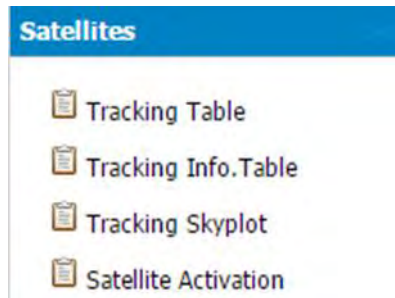 Satellites
Tracking Table
Tracking Info.Table
Tracking Skyplot
Satellite Activation